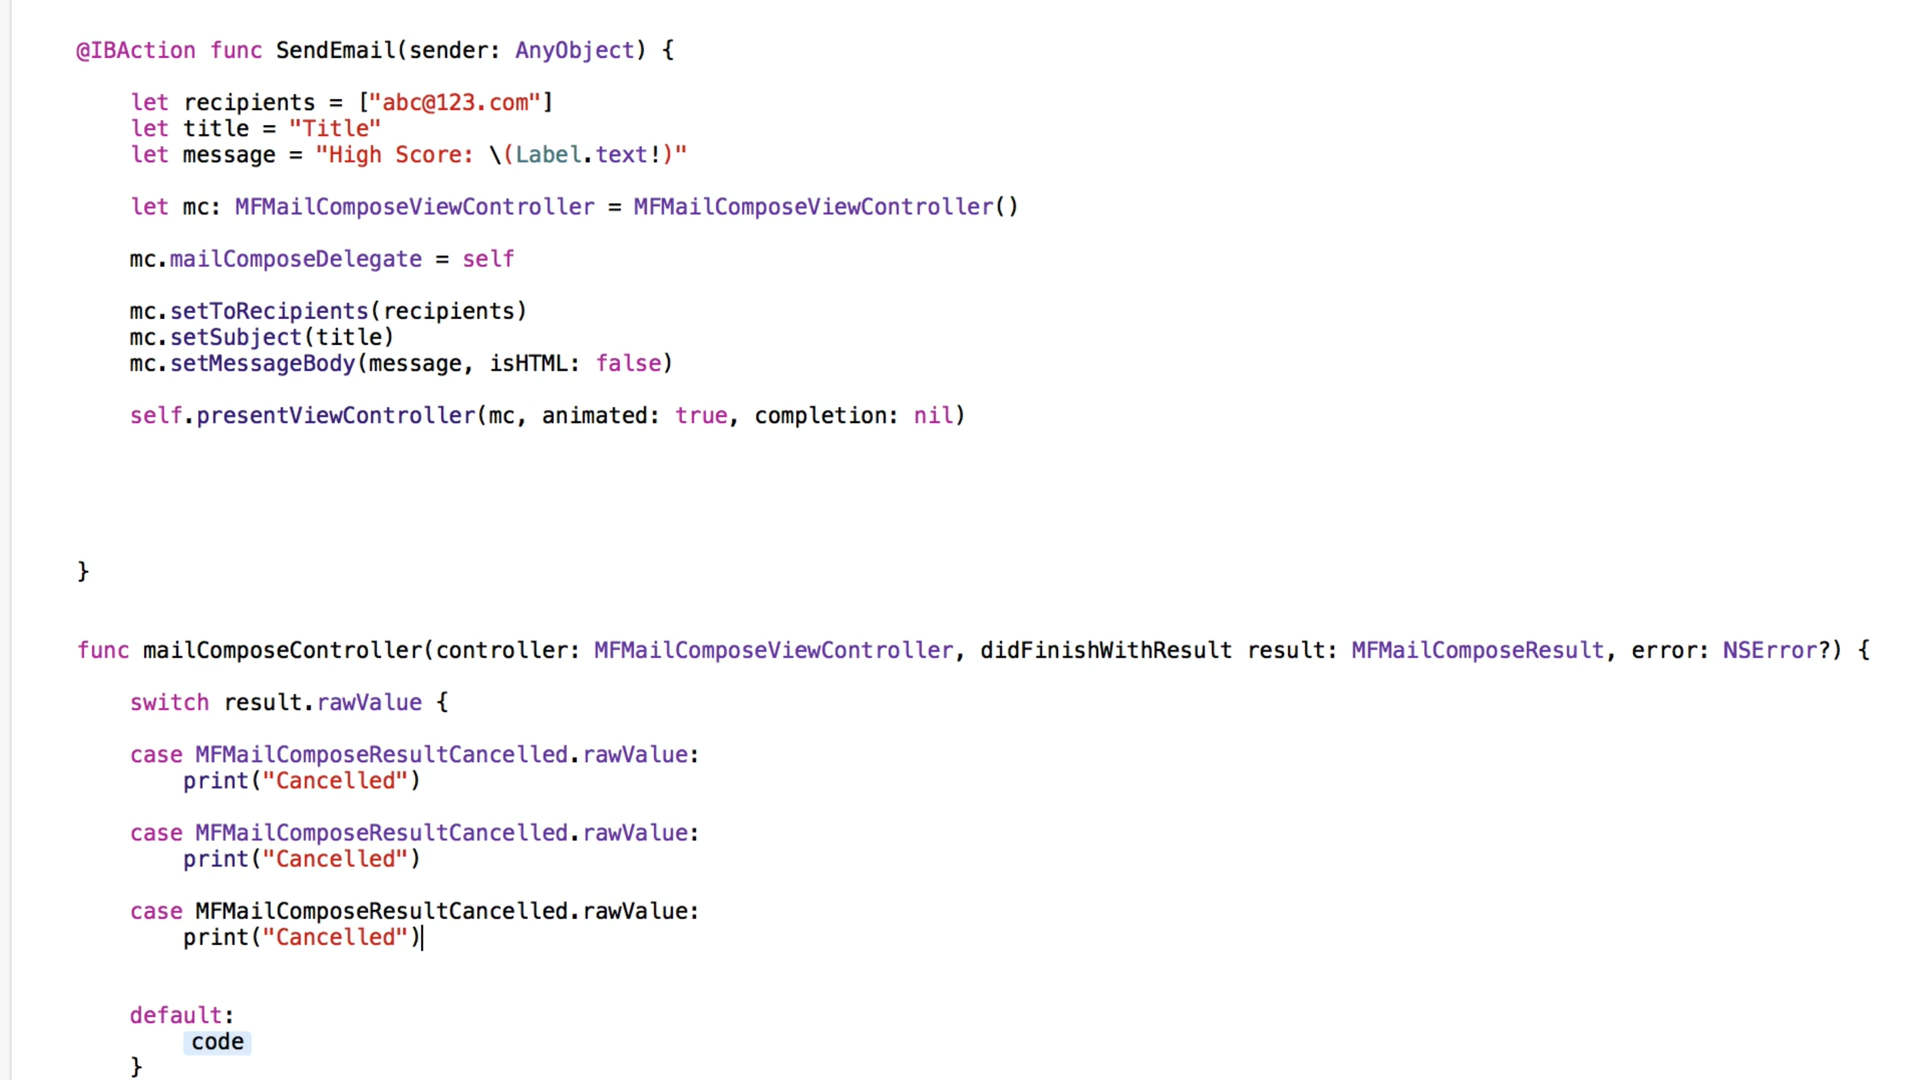 @IBAction func SendEmail(sender: AnyObject) {
let recipients = ["abc@123.com"]
let title = "Title"
let message = "High Score: \(Label.text!)"
let mc: MFMailComposeViewController = MFMailComposeViewController()
mc.mailComposeDelegate = self
mc.setToRecipients(recipients)
mc.setSubject(title)
mc.setMessageBody(message, isHTML: false)
self.presentViewController(mc, animated: true, completion: nil)
}
func mailComposeController(controller: MFMailComposeViewController, didFinishWithResult result: MFMailComposeResult, error: NSError?) {
switch result.rawValue {
case MFMailComposeResultCancelled.rawValue:
print("Cancelled")
case MFMailComposeResultCancelled.rawValue:
print("Cancelled")
case MFMailComposeResultCancelled.rawValue:
print("Cancelled")
default:
code
}